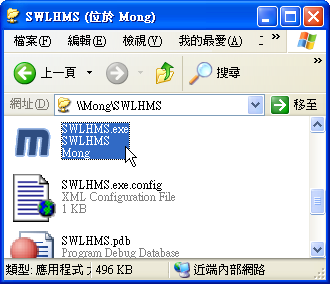 SWLHMS (位於 Mong)
檔案(F) 編輯(E) 檢視(V) 我的最愛(A)
上一頁 搜尋
網址(D) \\Mong\SWLHMS 移至
SWLHMS.exe
SWLHMS
Mong
SWLHMS.exe.config
XML Configuration File
1 KB
SWLHMS.pdb
Program Debug Database
類型: 應用程式 496 KB 近端內部網路